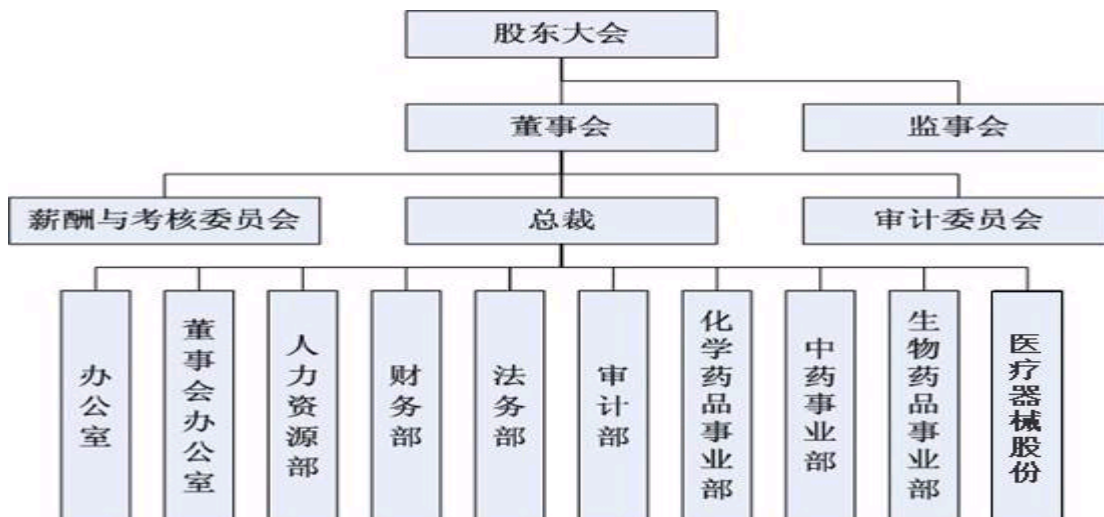 股东大会
董事会
监事会
薪酬与考核委员会
总裁
审计委员会
办公室
董事会办公室
人力资源部
财务部
法务部
审计部
化学药品事业部
中药事业部
生物药品事业部
医疗器械股份